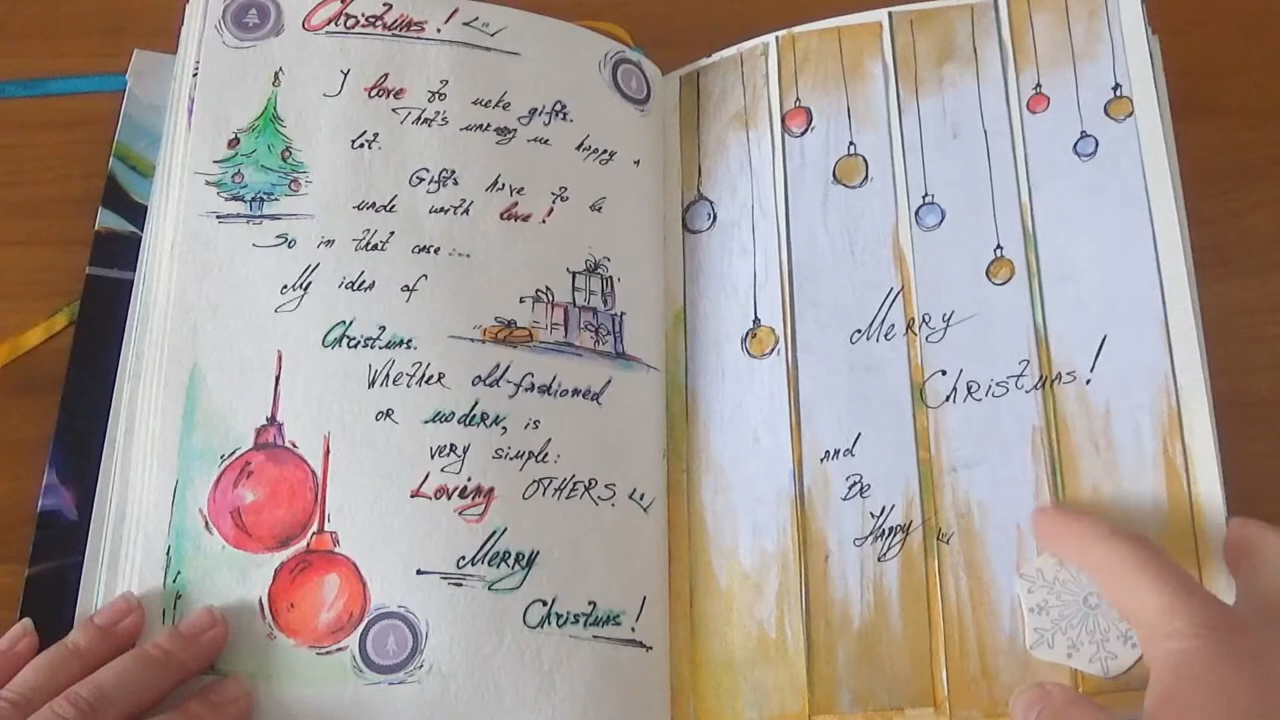 Christmas!
I love to make gifts.
That's making me happy a
lot.
Gifts have to be
made with love!
So in that case...
My idea of
Christmas.
Whether old-fashioned
or modern, is
very simple:
Loving OTHERS.
Merry
Christmas!
Merry
Christmas!
and
Be
Happy